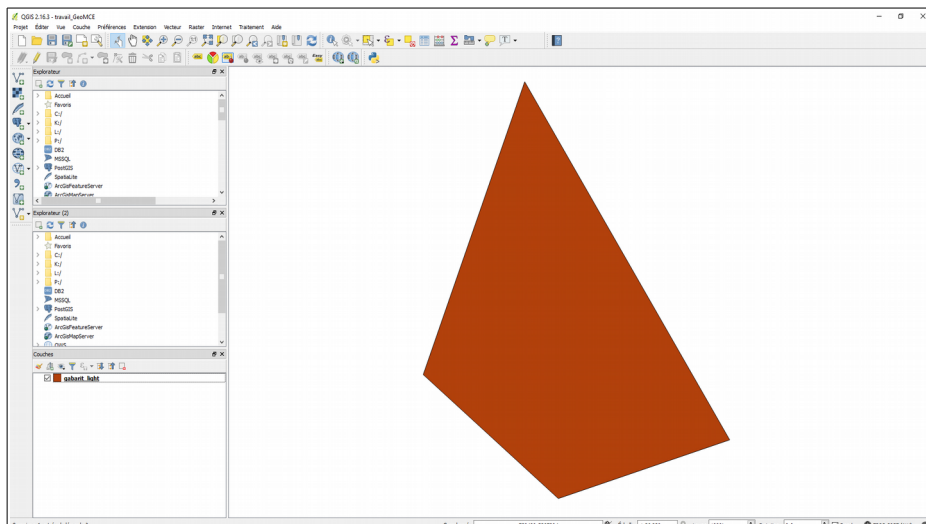 QGIS 2.16.3 - travail_GeoMCE
Projet Éditer Vue Couche Préférences Extension Vecteur Raster Internet Traitement Aide
Explorateur
Accueil
Favoris
C:/
K:/
L:/
P:/
DB2
MSSQL
PostGIS
SpatiaLite
ArcGisFeatureServer
ArcGisMapServer
Explorateur (2)
Accueil
Favoris
C:/
K:/
L:/
P:/
DB2
MSSQL
PostGIS
SpatiaLite
ArcGisFeatureServer
ArcGisMapServer
OWS
Couches
gabarit_light